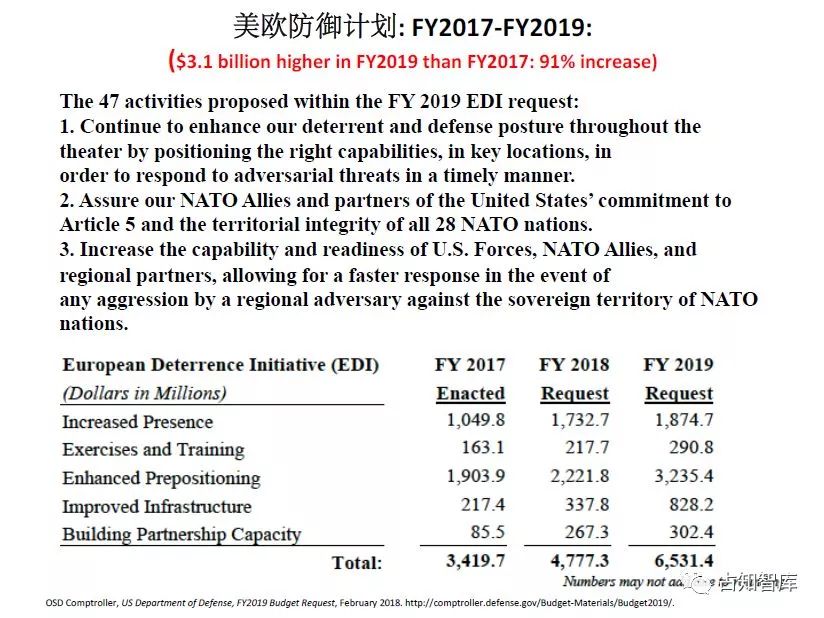 美欧防御计划: FY2017-FY2019:
($3.1 billion higher in FY2019 than FY2017: 91% increase)
The 47 activities proposed within the FY 2019 EDI request:
1. Continue to enhance our deterrent and defense posture throughout the
theater by positioning the right capabilities, in key locations, in
order to respond to adversarial threats in a timely manner.
2. Assure our NATO Allies and partners of the United States’ commitment to
Article 5 and the territorial integrity of all 28 NATO nations.
3. Increase the capability and readiness of U.S. Forces, NATO Allies, and
regional partners, allowing for a faster response in the event of
any aggression by a regional adversary against the sovereign territory of NATO
nations.
European Deterrence Initiative (EDI) FY 2017 FY 2018 FY 2019
(Dollars in Millions) Enacted Request Request
Increased Presence 1,049.8 1,732.7 1,874.7
Exercises and Training 163.1 217.7 290.8
Enhanced Prepositioning 1,903.9 2,221.8 3,235.4
Improved Infrastructure 217.4 337.8 828.2
Building Partnership Capacity 85.5 267.3 302.4
Total: 3,419.7 4,777.3 6,531.4
Numbers may not
古知智库
OSD Comptroller, US Department of Defense, FY2019 Budget Request, February 2018. http://comptroller.defense.gov/Budget-Materials/Budget2019/.